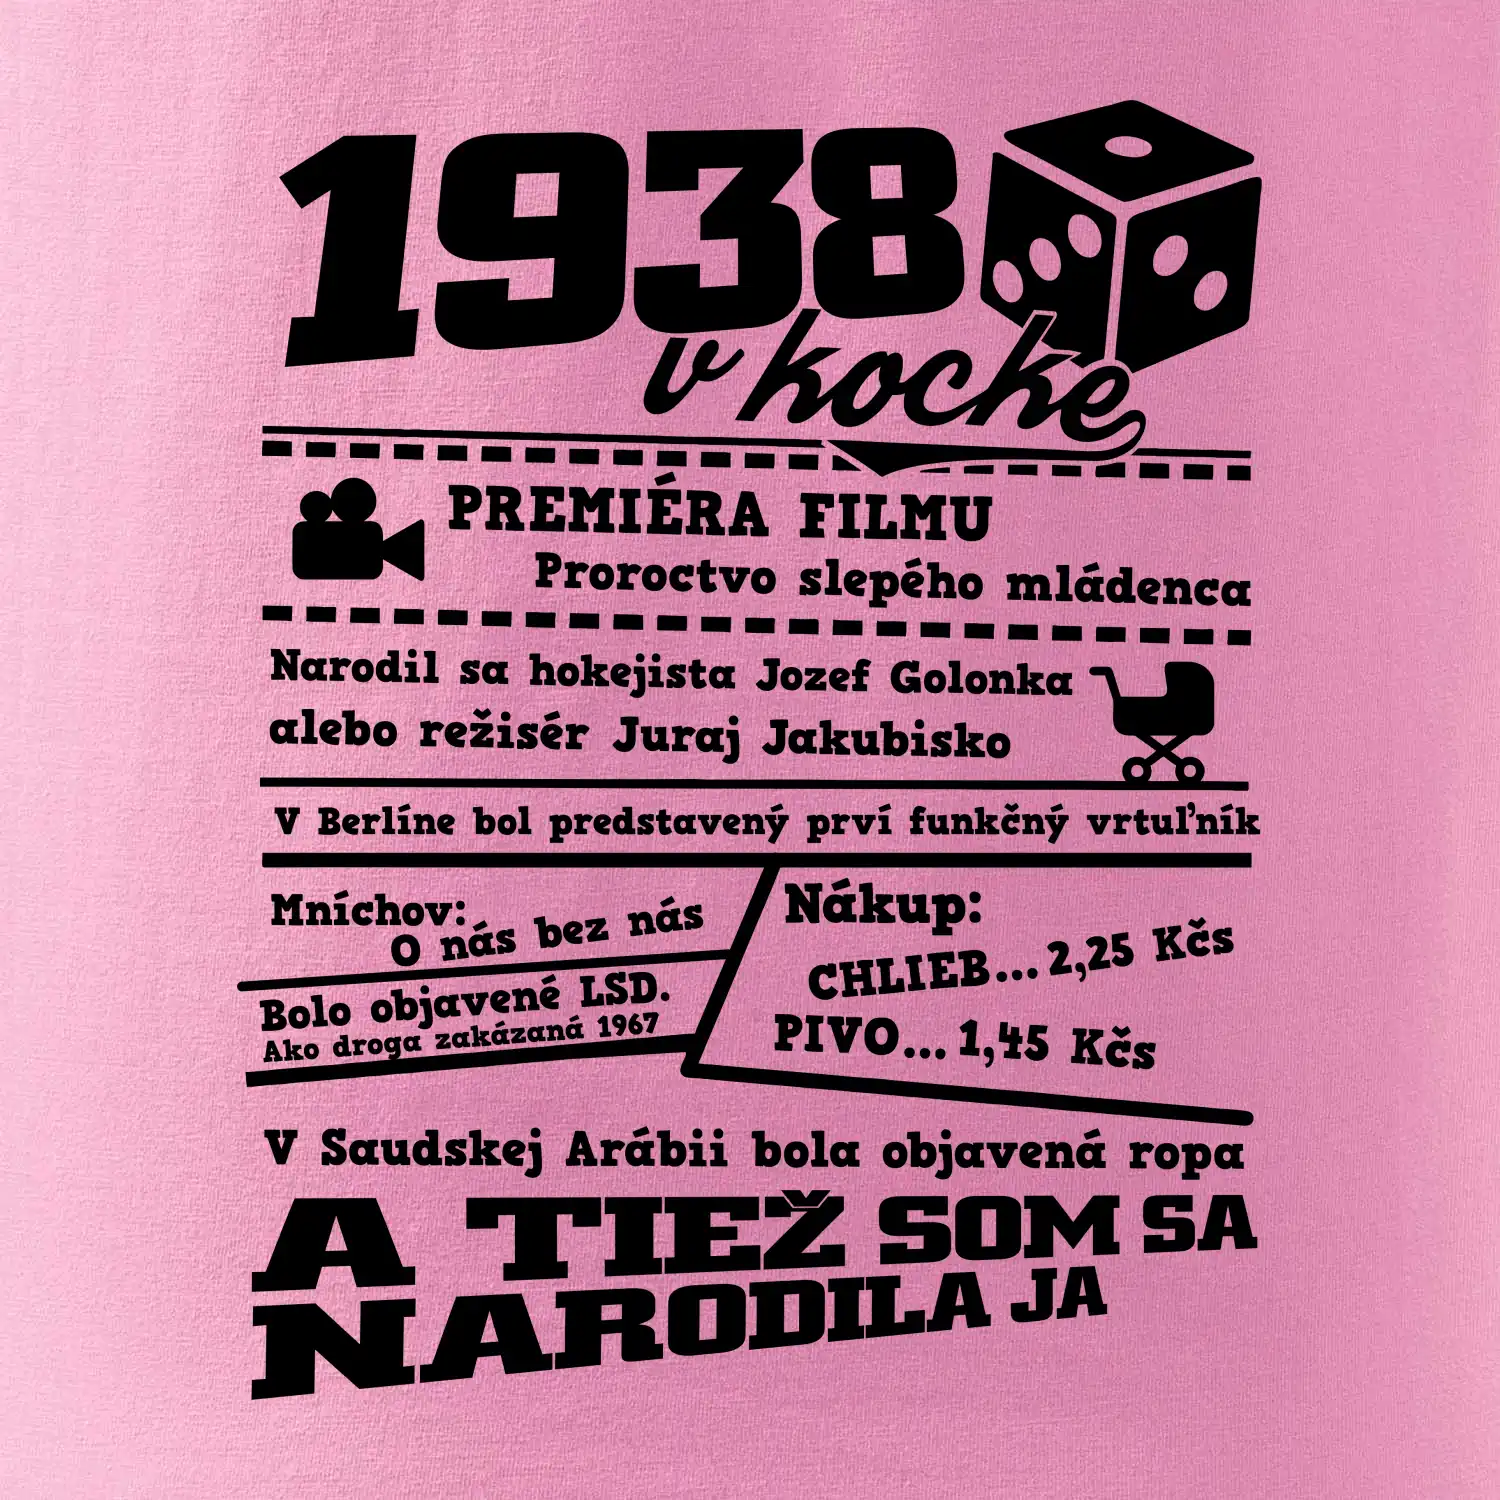 1938
v kocke
PREMIÉRA FILMU
Proroctvo slepého mládenca
Narodil sa hokejista Jozef Golonka
alebo režisér Juraj Jakubisko
V Berlíne bol predstavený prví funkčný vrtuľník
Mníchov:
O nás bez nás
Bolo objavené LSD.
Ako droga zakázaná 1967
Nákup:
CHLIEB...2,25 Kčs
PIVO...1,45 Kčs
V Saudskej Arábii bola objavená ropa
A TIEŽ SOM SA
NARODILA JA